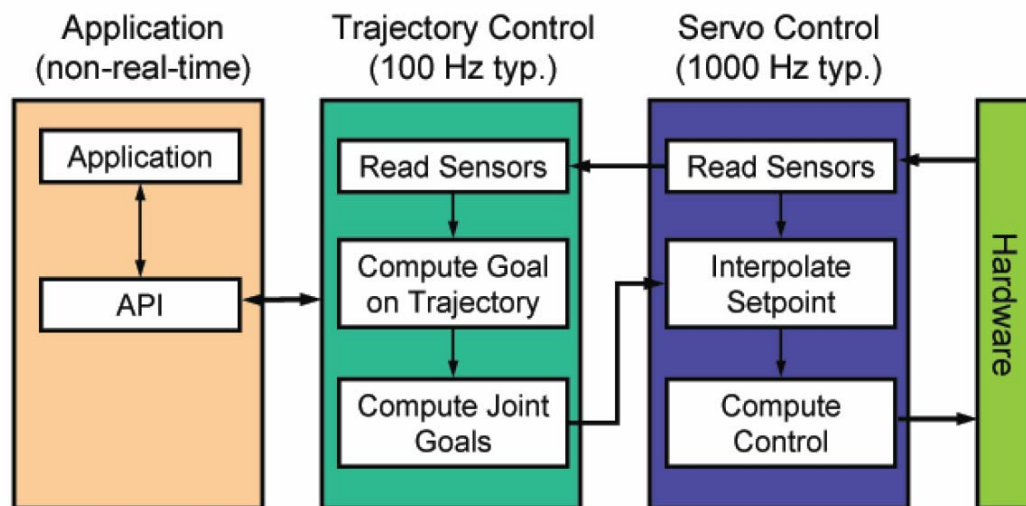 Application
(non-real-time)
Trajectory Control
(100 Hz typ.)
Servo Control
(1000 Hz typ.)
Application
API
Read Sensors
Compute Goal
on Trajectory
Compute Joint
Goals
Read Sensors
Interpolate
Setpoint
Compute
Control
Hardware